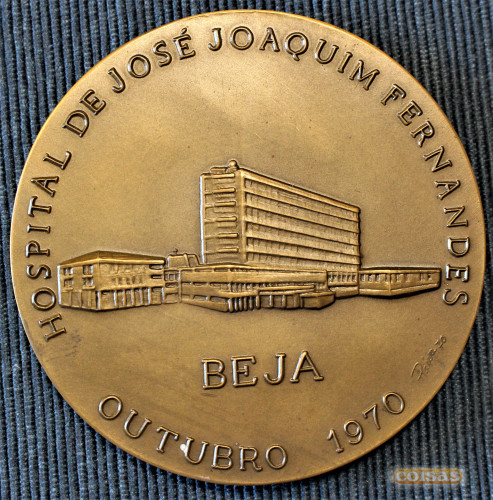 HOSPITAL DE JOSÉ JOAQUIM FERNANDES
BEJA
OUTUBRO 1970
coisas